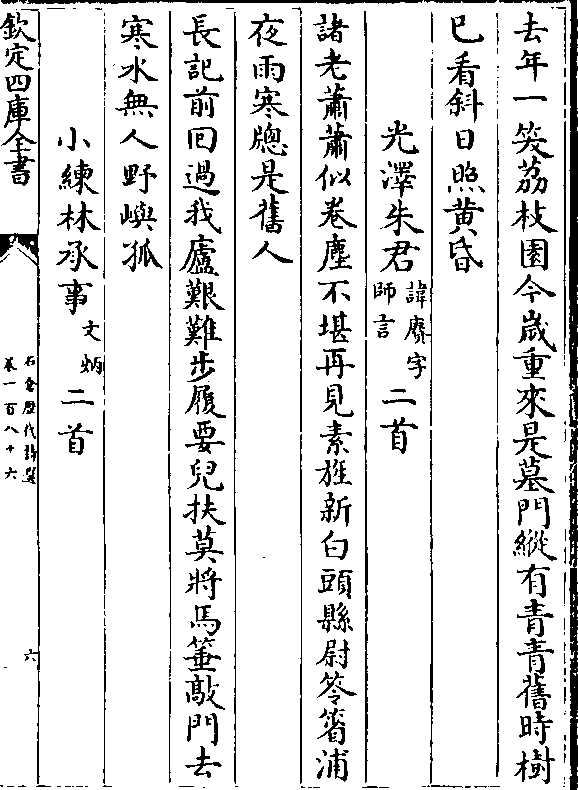 去年一笑荔枝園今歲重來是墓門縱有青青舊時樹
已看斜日照黄昏
光澤朱君諱賡字師言二首
諸老蕭蕭似卷塵不堪再見素旌新白頭縣尉笭箵浦
夜雨寒牕是舊人
長記前回過我廬艱難步履要兒扶莫將馬箠敲門去
寒水無人野嶼孤
小練林丞事文炳二首
欽定四庫全書
石倉歷代詩選
卷一百八十六
六